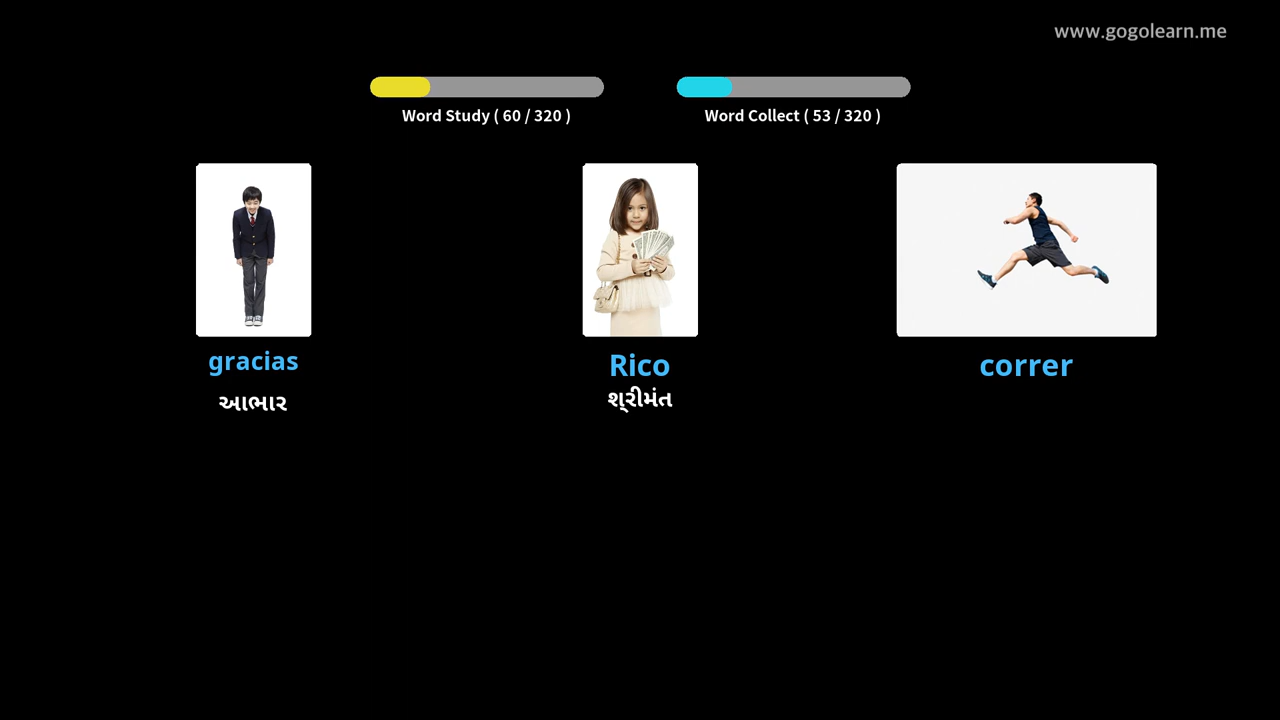 www.gogolearn.me
Word Study ( 60 / 320 )
Word Collect ( 53 / 320 )
gracias
Rico
correr
આભાર
શ્રીમંત